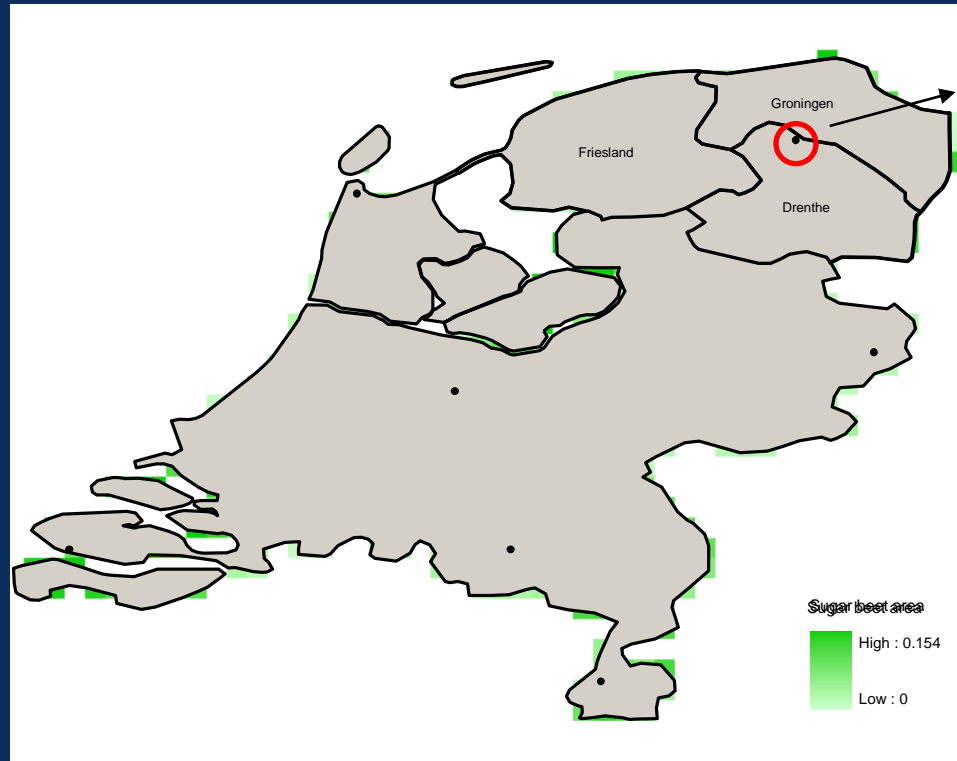 Groningen
Friesland
Drenthe
Sugar beet area
High : 0.154
Low : 0